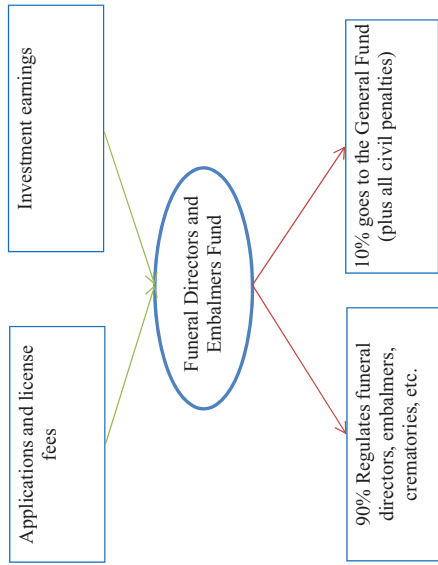 Applications and license
fees
Investment earnings
Funeral Directors and
Embalmers Fund
90% Regulates funeral
directors, embalmers,
crematories, etc.
10% goes to the General Fund
(plus all civil penalties)